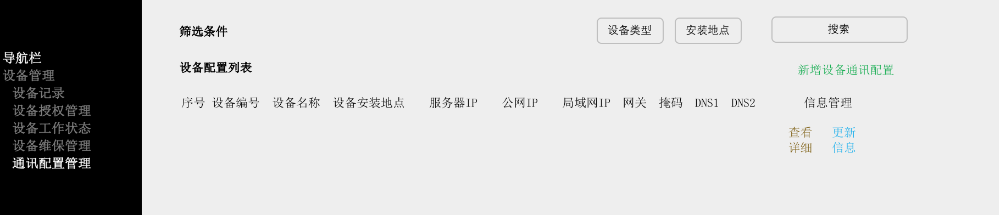 导航栏
设备管理
设备记录
设备授权管理
设备工作状态
设备维保管理
通讯配置管理
筛选条件 设备类型 安装地点 搜索
设备配置列表 新增设备通讯配置
序号 设备编号 设备名称 设备安装地点 服务器IP 公网IP 局域网IP 网关 掩码 DNS1 DNS2 信息管理
查看 更新
详细 信息